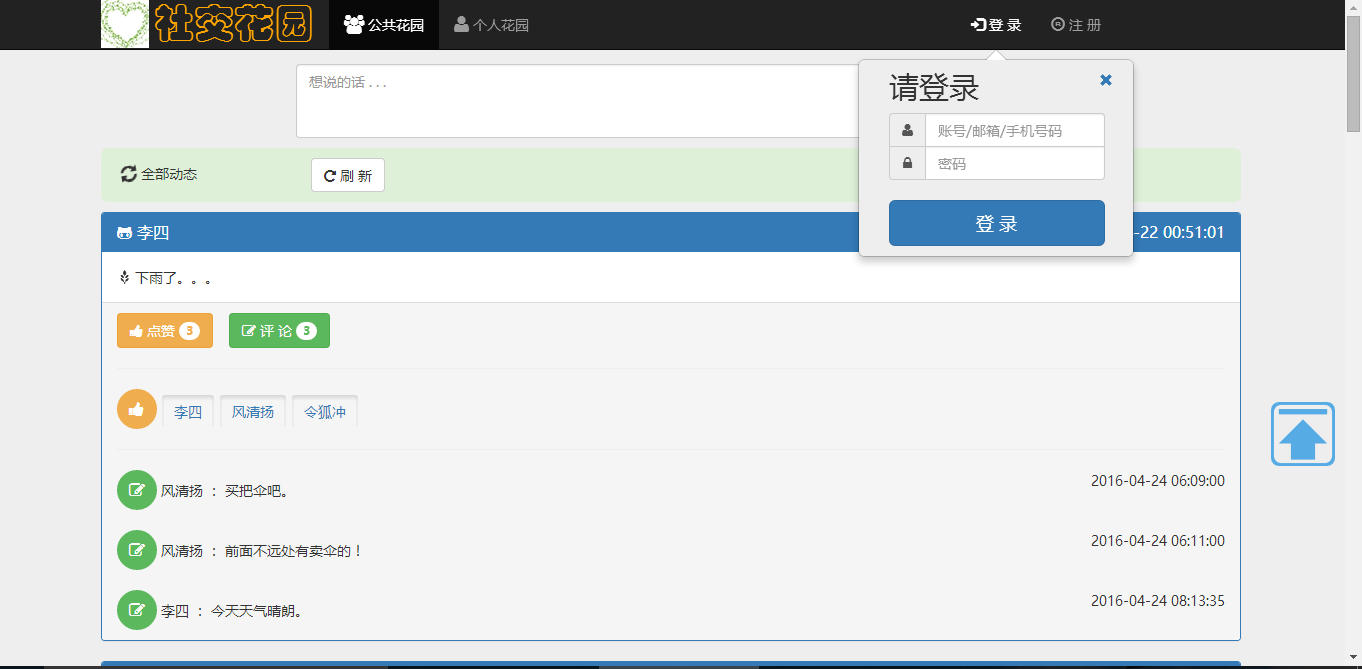 社交花园 公共花园 个人花园 登 录 R 注 册
想说的话 . . .
请登录
账号/邮箱/手机号码
密码
登 录
全部动态 刷 新
李四 -22 00:51:01
下雨了。。。
点赞 3 评 论 3
李四 风清扬 令狐冲
风清扬 ： 买把伞吧。 2016-04-24 06:09:00
风清扬 ： 前面不远处有卖伞的！ 2016-04-24 06:11:00
李四 ： 今天天气晴朗。 2016-04-24 08:13:35